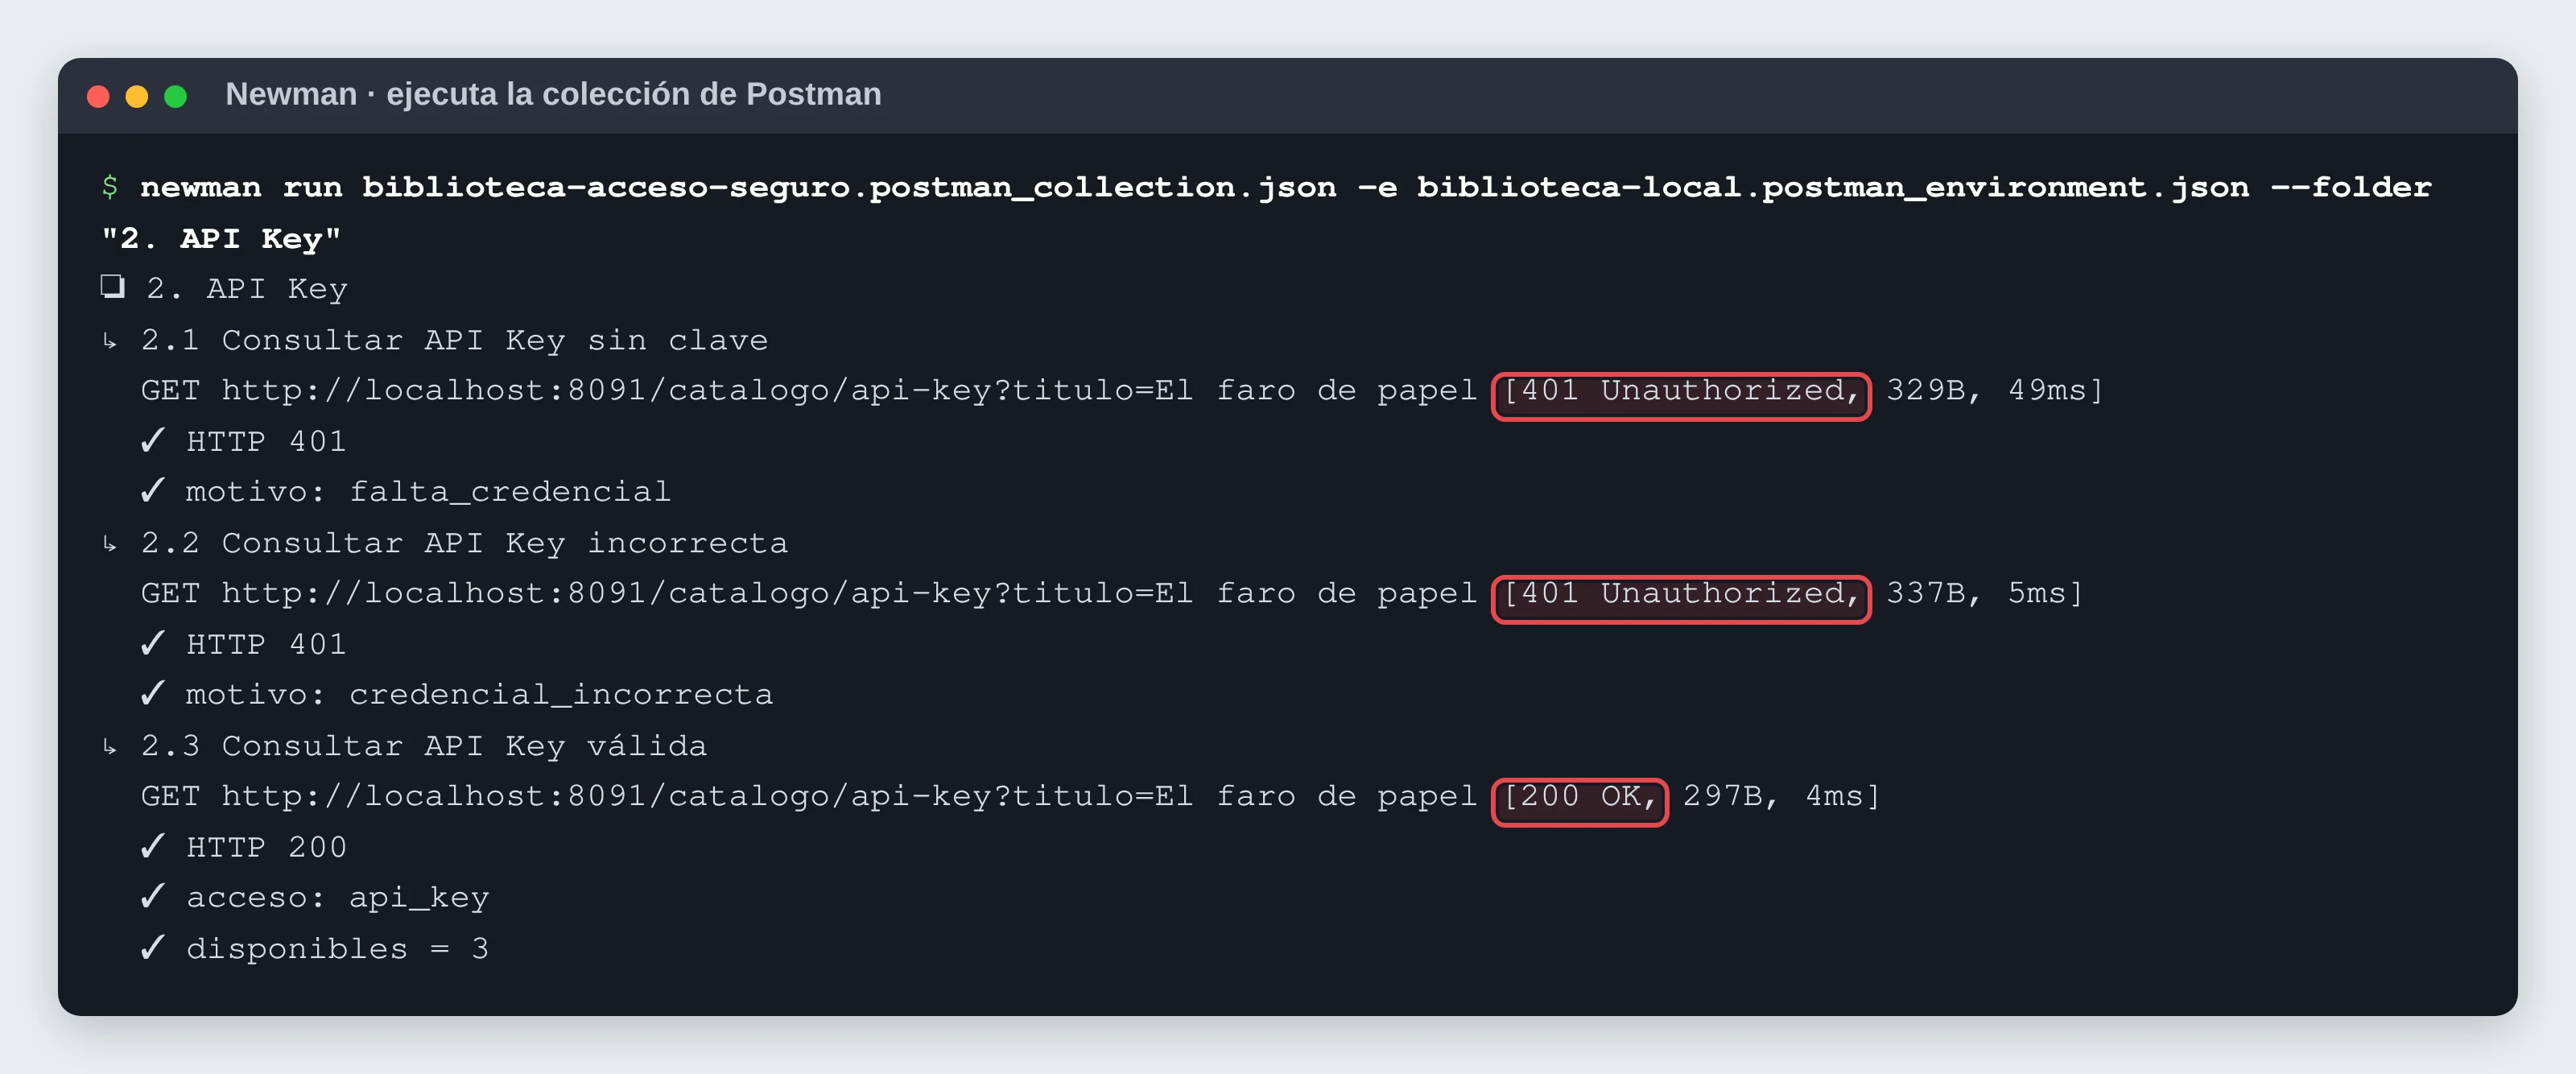 Newman · ejecuta la colección de Postman
$ newman run biblioteca-acceso-seguro.postman_collection.json -e biblioteca-local.postman_environment.json --folder
"2. API Key"
❏ 2. API Key
↳ 2.1 Consultar API Key sin clave
GET http://localhost:8091/catalogo/api-key?titulo=El faro de papel [401 Unauthorized, 329B, 49ms]
✓ HTTP 401
✓ motivo: falta_credencial
↳ 2.2 Consultar API Key incorrecta
GET http://localhost:8091/catalogo/api-key?titulo=El faro de papel [401 Unauthorized, 337B, 5ms]
✓ HTTP 401
✓ motivo: credencial_incorrecta
↳ 2.3 Consultar API Key válida
GET http://localhost:8091/catalogo/api-key?titulo=El faro de papel [200 OK, 297B, 4ms]
✓ HTTP 200
✓ acceso: api_key
✓ disponibles = 3